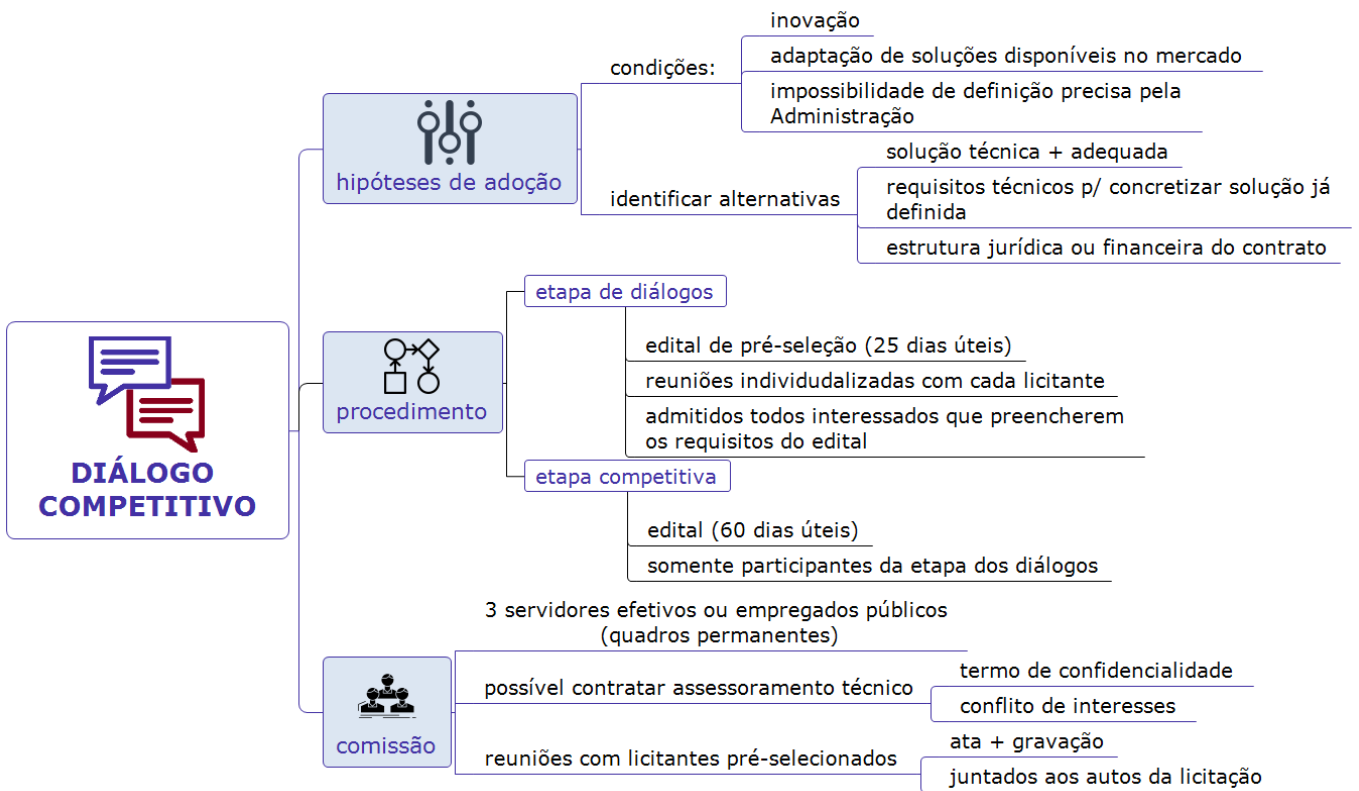 DIÁLOGO
COMPETITIVO
hipóteses de adoção
condições:
inovação
adaptação de soluções disponíveis no mercado
impossibilidade de definição precisa pela
Administração
identificar alternativas
solução técnica + adequada
requisitos técnicos p/ concretizar solução já
definida
estrutura jurídica ou financeira do contrato
procedimento
etapa de diálogos
edital de pré-seleção (25 dias úteis)
reuniões individudalizadas com cada licitante
admitidos todos interessados que preencherem
os requisitos do edital
etapa competitiva
edital (60 dias úteis)
somente participantes da etapa dos diálogos
comissão
3 servidores efetivos ou empregados públicos
(quadros permanentes)
possível contratar assessoramento técnico
termo de confidencialidade
conflito de interesses
reuniões com licitantes pré-selecionados
ata + gravação
juntados aos autos da licitação